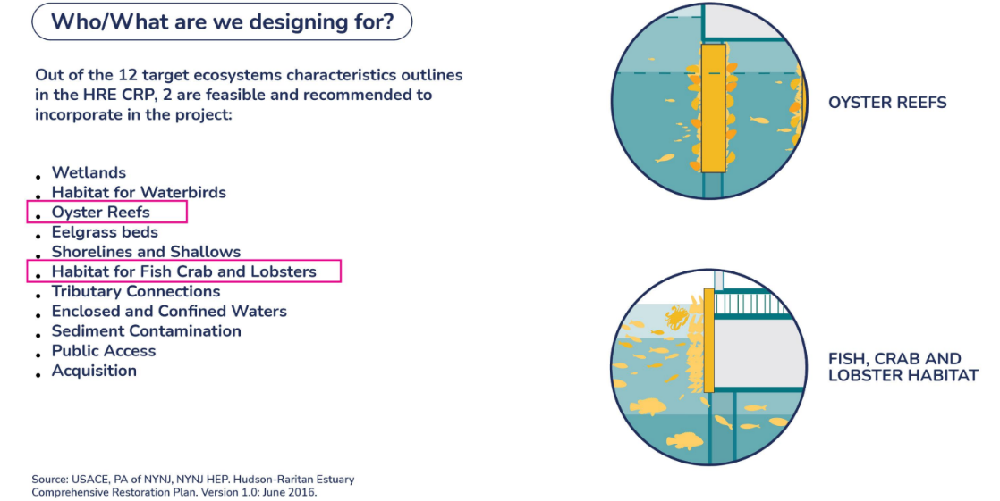 Who/What are we designing for?
Out of the 12 target ecosystems characteristics outlines
in the HRE CRP, 2 are feasible and recommended to
incorporate in the project:
• Wetlands
• Habitat for Waterbirds
• Oyster Reefs
• Eelgrass beds
• Shorelines and Shallows
• Habitat for Fish Crab and Lobsters
• Tributary Connections
• Enclosed and Confined Waters
• Sediment Contamination
• Public Access
• Acquisition
Source: USACE, PA of NYNJ, NYNJ HEP. Hudson-Raritan Estuary
Comprehensive Restoration Plan. Version 1.0: June 2016.
OYSTER REEFS
FISH, CRAB AND
LOBSTER HABITAT